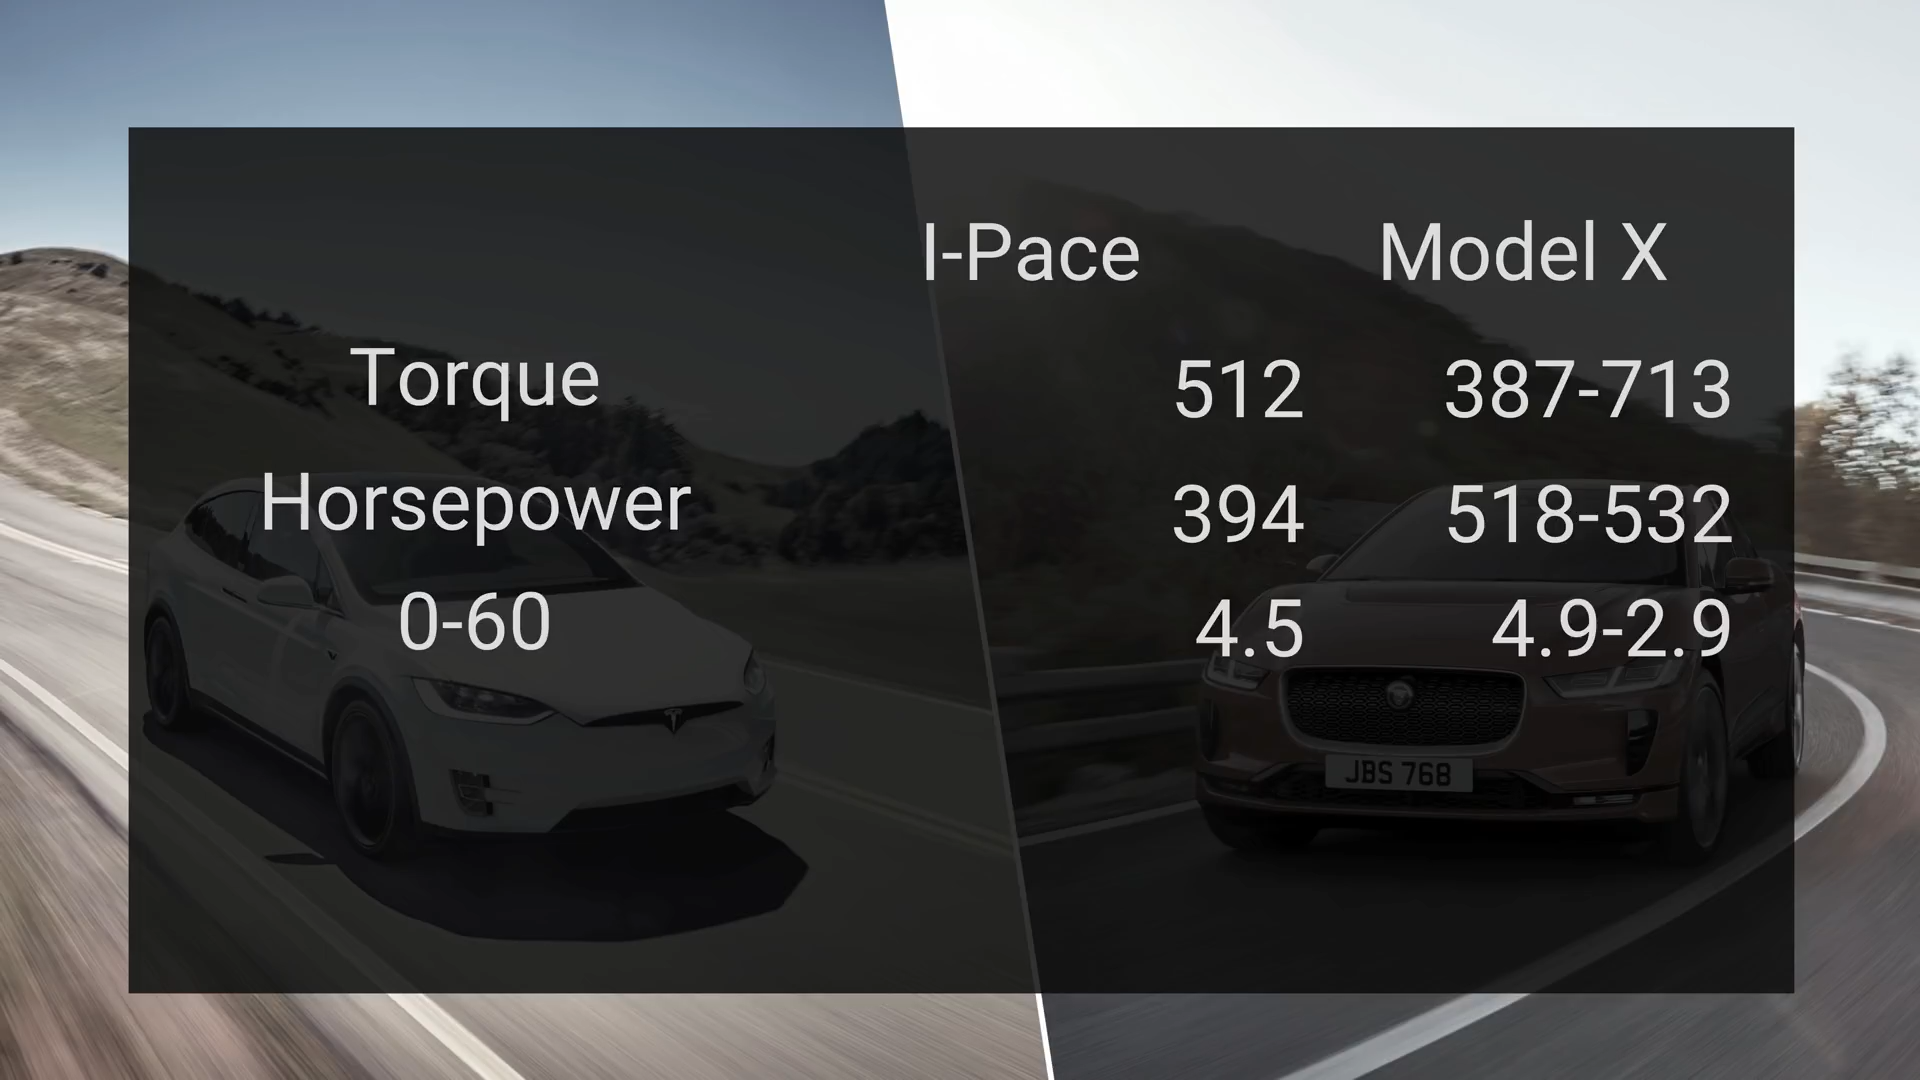 I-Pace Model X
Torque 512 387-713
Horsepower 394 518-532
0-60 4.5 4.9-2.9
JBS 768